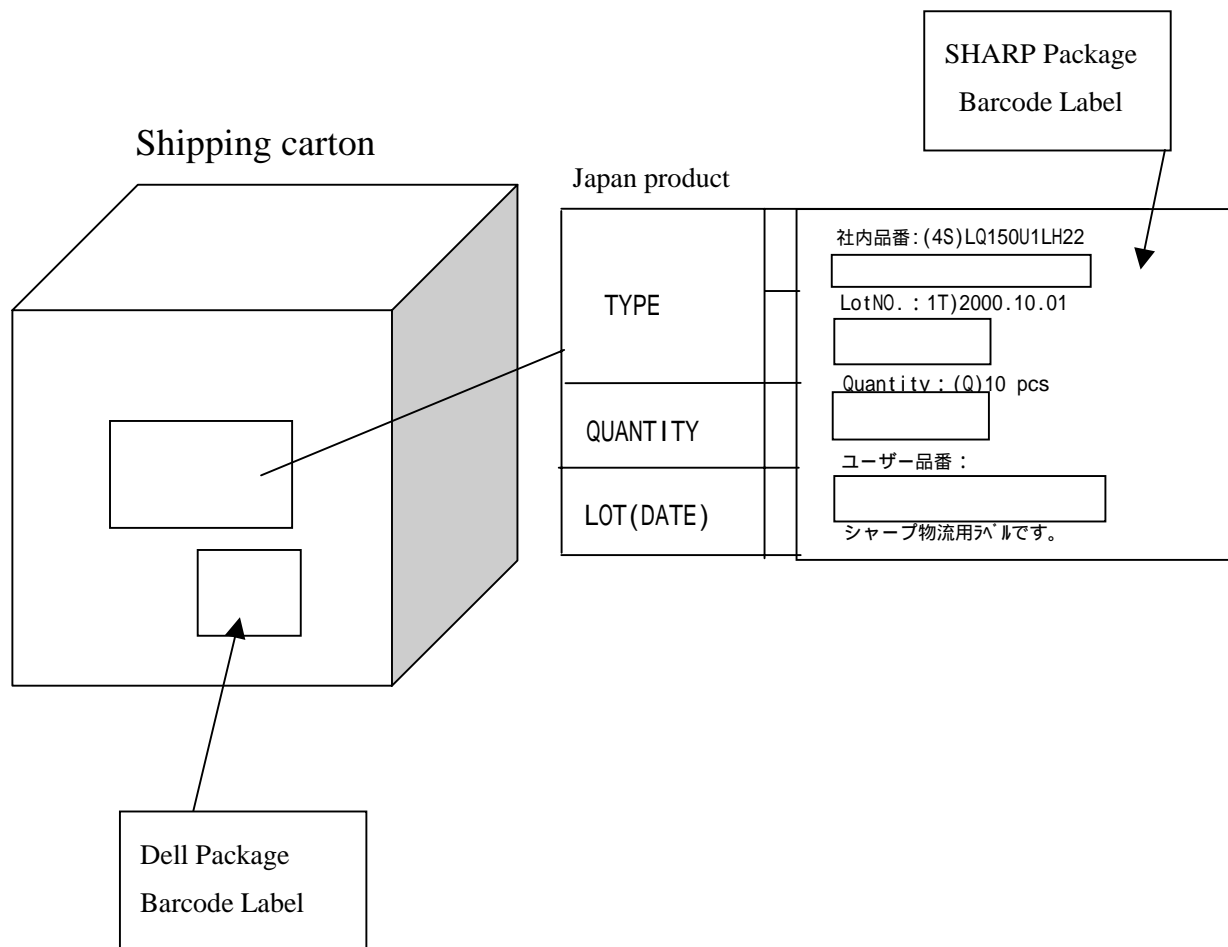 SHARP Package
Barcode Label
Shipping carton
Japan product
TYPE
QUANTITY
LOT(DATE)
社内品番:(4S)LQ150U1LH22
LotNO.：1T)2000.10.01
Quantity：(Q)10 pcs
ユーザー品番：
シャープ物流用ﾗﾍﾞﾙです。
Dell Package
Barcode Label